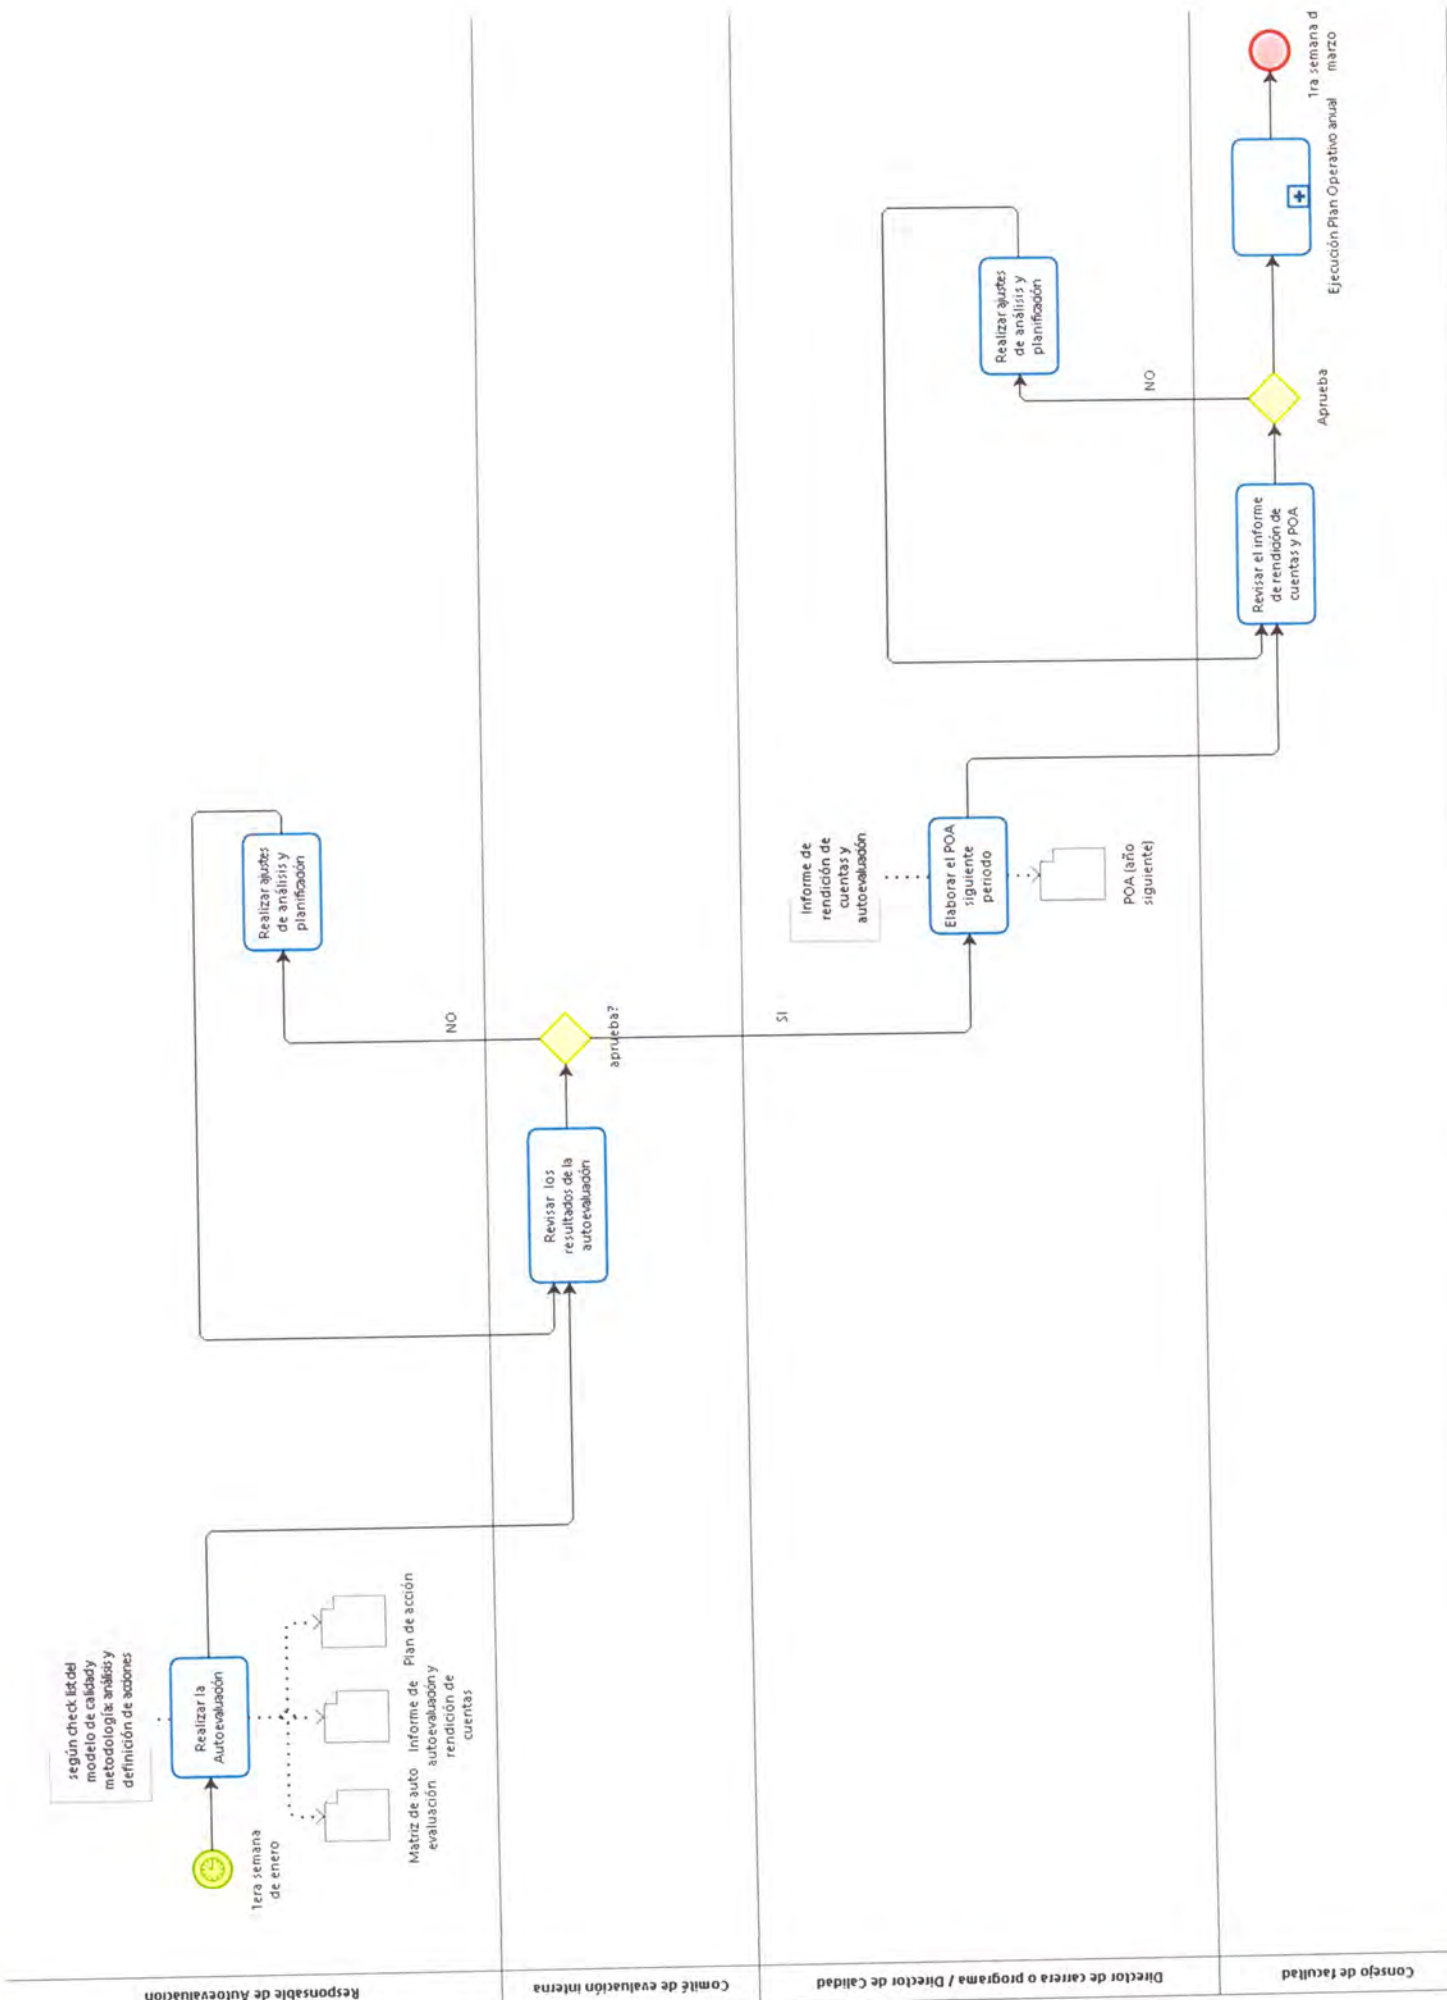 Responsable de Autoevaluación
según check list del
modelo de calidad y
metodología: análisis y
definición de acciones
1era semana
de enero
Realizar la
Autoevaluación
Matriz de auto
evaluación
Informe de
autoevaluación y
rendición de
cuentas
Plan de acción
Realizar ajustes
de análisis y
planificación
NO
Comité de evaluación interna
Revisar los
resultados de la
autoevaluación
aprueba?
Director de carrera o programa / Director de Calidad
SI
Informe de
rendición de
cuentas y
autoevaluación
Elaborar el POA
siguiente
periodo
POA (año
siguiente)
Realizar ajustes
de análisis y
planificación
NO
Consejo de facultad
Revisar el informe
de rendición de
cuentas y POA
Aprueba
Ejecución Plan Operativo anual
1ra semana d
marzo